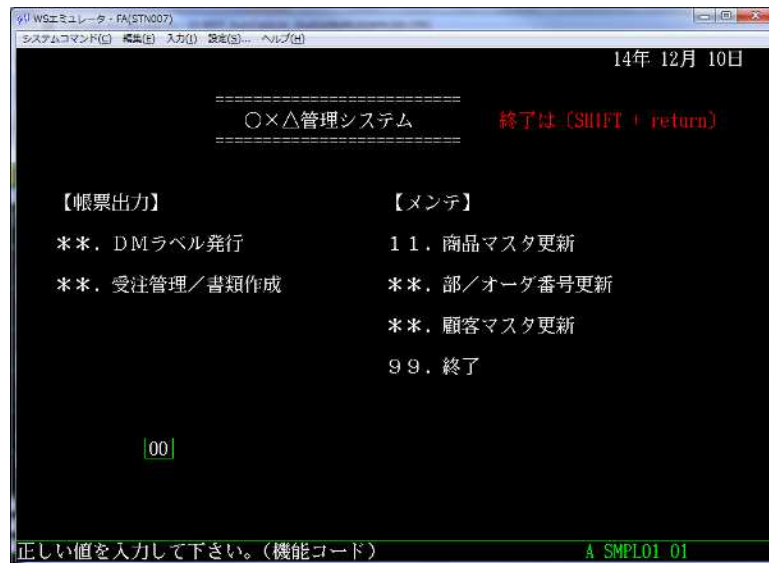 WSエミュレータ - FA(STN007)
システムコマンド(C) 編集(E) 入力(I) 設定(S)... ヘルプ(H)
14年 12月 10日
==========================
○×△管理システム 終了は (SHIFT + return)
==========================
【帳票出力】 【メンテ】
**. DMラベル発行 11. 商品マスタ更新
**. 受注管理/書類作成 **. 部/オーダ番号更新
**. 顧客マスタ更新
99. 終了
00
正しい値を入力して下さい。(機能コード) A SMPL01 01